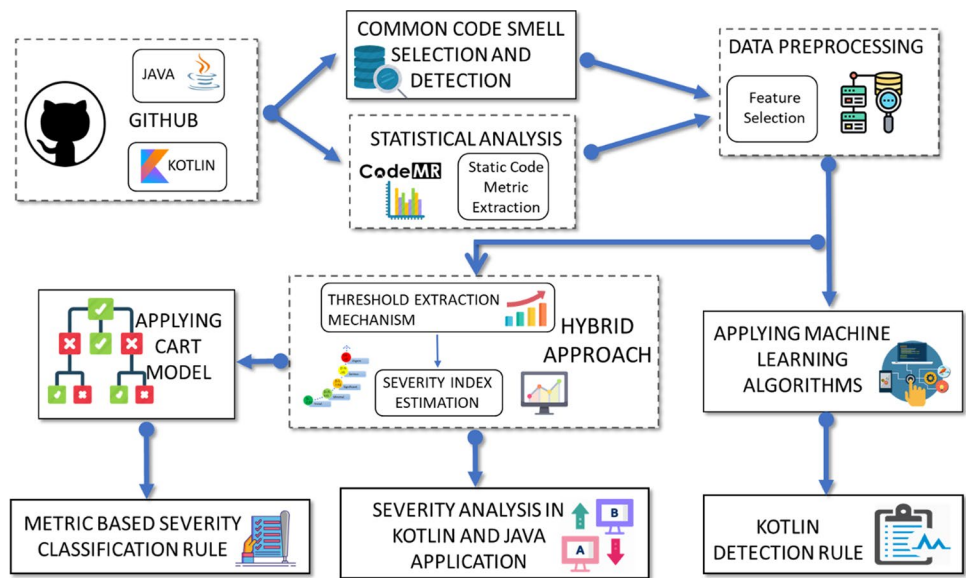 JAVA
GITHUB
KOTLIN
COMMON CODE SMELL
SELECTION AND
DETECTION
STATISTICAL ANALYSIS
CodeMR
Static Code
Metric
Extraction
DATA PREPROCESSING
Feature
Selection
THRESHOLD EXTRACTION
MECHANISM
HYBRID
APPROACH
SEVERITY INDEX
ESTIMATION
APPLYING
CART
MODEL
APPLYING MACHINE
LEARNING
ALGORITHMS
METRIC BASED SEVERITY
CLASSIFICATION RULE
SEVERITY ANALYSIS IN
KOTLIN AND JAVA
APPLICATION
B
A
KOTLIN
DETECTION RULE